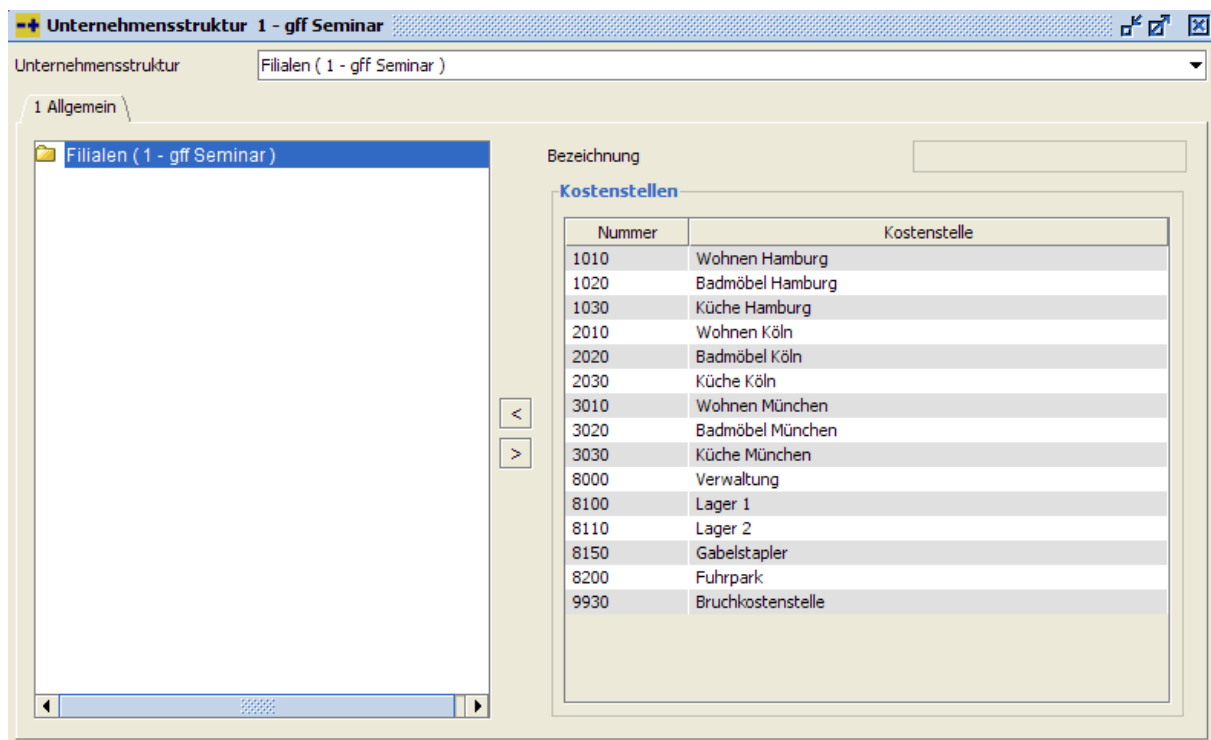 Unternehmensstruktur 1 - gff Seminar
Unternehmensstruktur Filialen ( 1 - gff Seminar )
1 Allgemein
Filialen ( 1 - gff Seminar )
Bezeichnung
Kostenstellen
Nummer Kostenstelle
1010 Wohnen Hamburg
1020 Badmöbel Hamburg
1030 Küche Hamburg
2010 Wohnen Köln
2020 Badmöbel Köln
2030 Küche Köln
3010 Wohnen München
3020 Badmöbel München
3030 Küche München
8000 Verwaltung
8100 Lager 1
8110 Lager 2
8150 Gabelstapler
8200 Fuhrpark
9930 Bruchkostenstelle
<
>